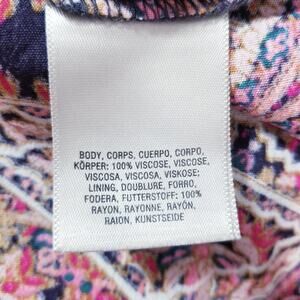 BODY, CORPS, CUERPO, CORPO,
KÖRPER: 100% VISCOSE, VISCOSE,
VISCOSA, VISCOSA, VISKOSE;
LINING, DOUBLURE, FORRO,
FODERA, FUTTERSTOFF: 100%
RAYON, RAYONNE, RAYÓN,
RAION, KUNSTSEIDE